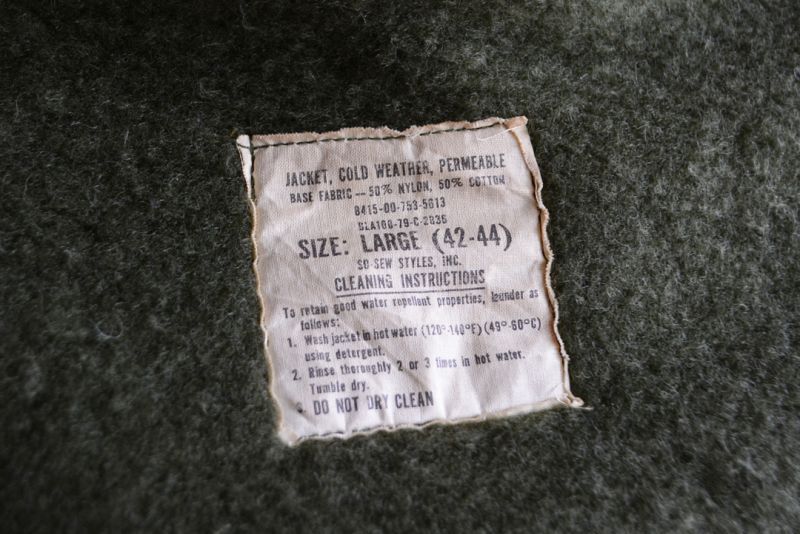 JACKET, COLD WEATHER, PERMEABLE
BASE FABRIC -- 50% NYLON, 50% COTTON
8415-00-753-5613
DLA100-79-C-2835
SIZE: LARGE (42-44)
SO-SEW STYLES, INC.
CLEANING INSTRUCTIONS
To retain good water repellent properties, launder as
follows:
1. Wash jacket in hot water (120°-140°F) (49°-60°C)
using detergent.
2. Rinse thoroughly 2 or 3 times in hot water.
Tumble dry.
DO NOT DRY CLEAN